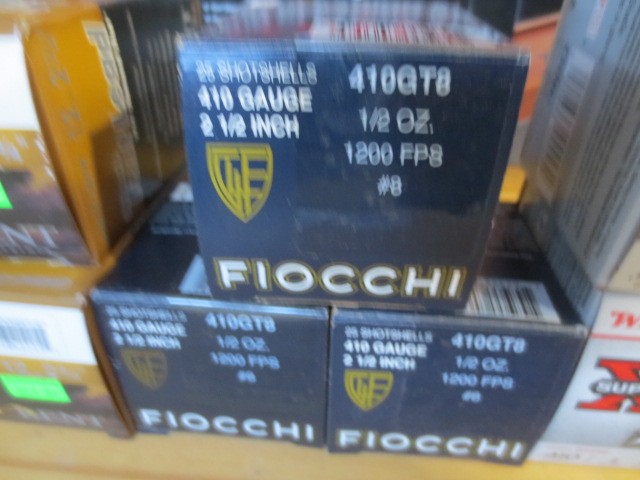 25 SHOTSHELLS 410GT8
410 GAUGE 1/2 OZ.
2 1/2 INCH 1200 FPS
#8
FIOCCHI
25 SHOTSHELLS 410GT8
410 GAUGE 1/2 OZ.
2 1/2 INCH 1200 FPS
#8
FIOCCHI
25 SHOTSHELLS 410GT8
410 GAUGE 1/2 OZ.
2 1/2 INCH 1200 FPS
#8
FIOCCHI
SUPER